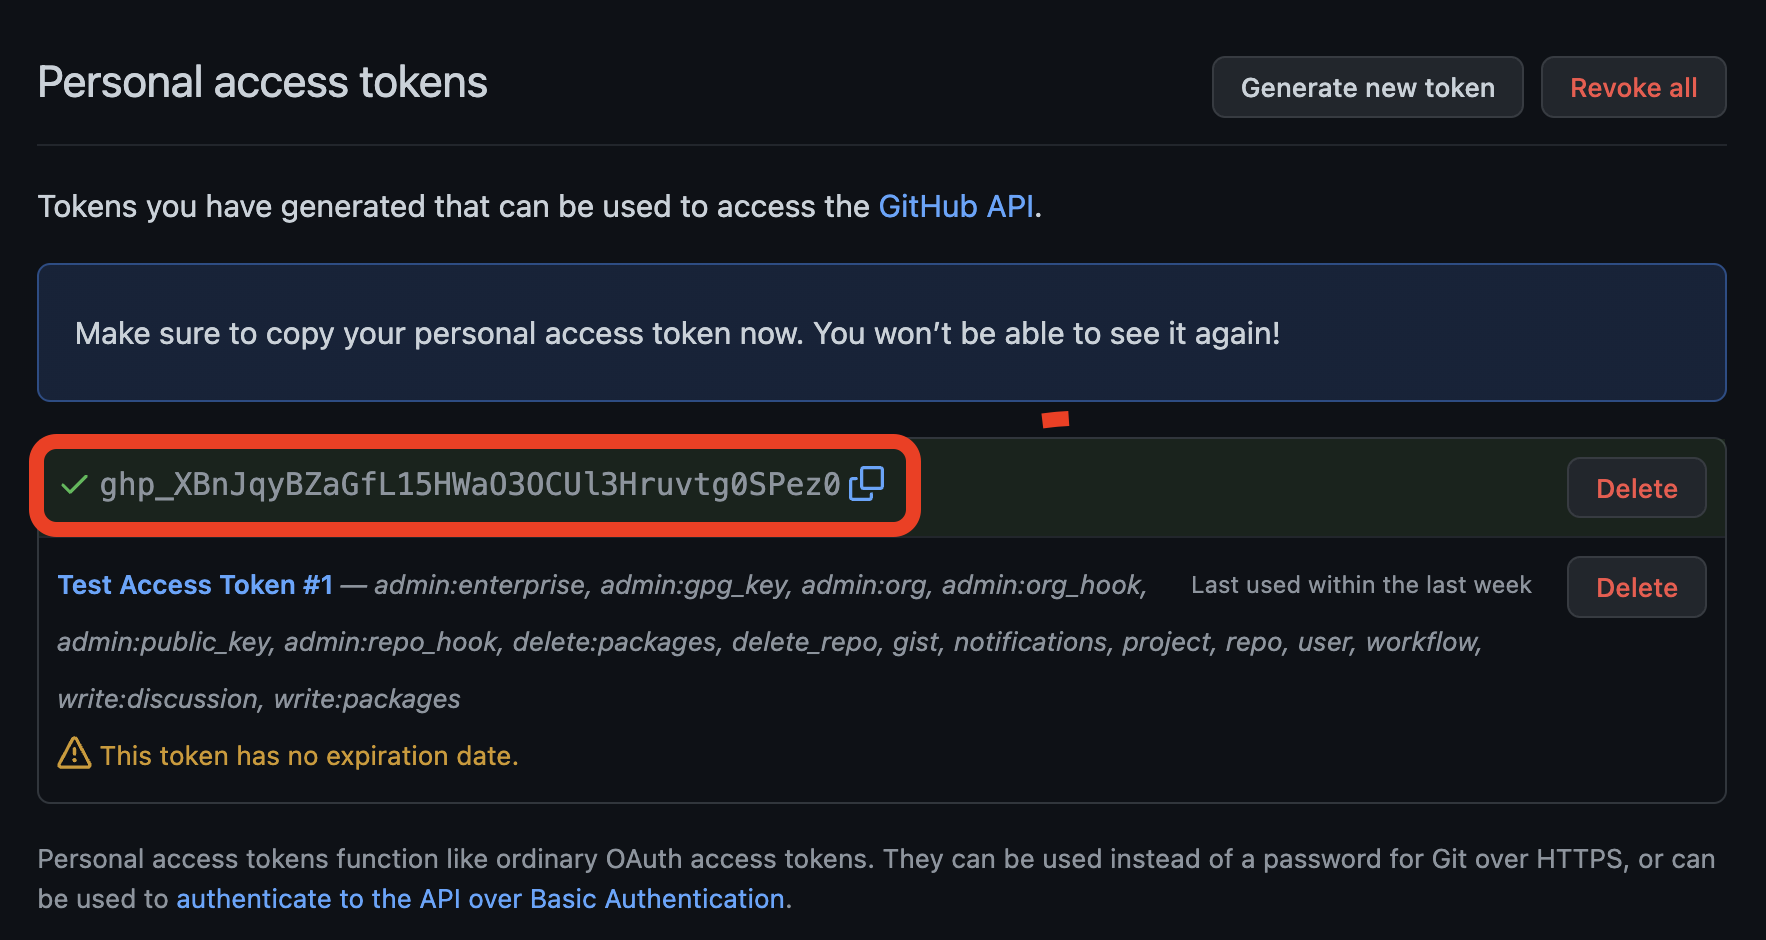 Personal access tokens
Generate new token
Revoke all
Tokens you have generated that can be used to access the GitHub API.
Make sure to copy your personal access token now. You won’t be able to see it again!
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
Delete
Test Access Token #1 — admin:enterprise, admin:gpg_key, admin:org, admin:org_hook,
Last used within the last week
Delete
admin:public_key, admin:repo_hook, delete:packages, delete_repo, gist, notifications, project, repo, user, workflow,
write:discussion, write:packages
This token has no expiration date.
Personal access tokens function like ordinary OAuth access tokens. They can be used instead of a password for Git over HTTPS, or can
be used to authenticate to the API over Basic Authentication.